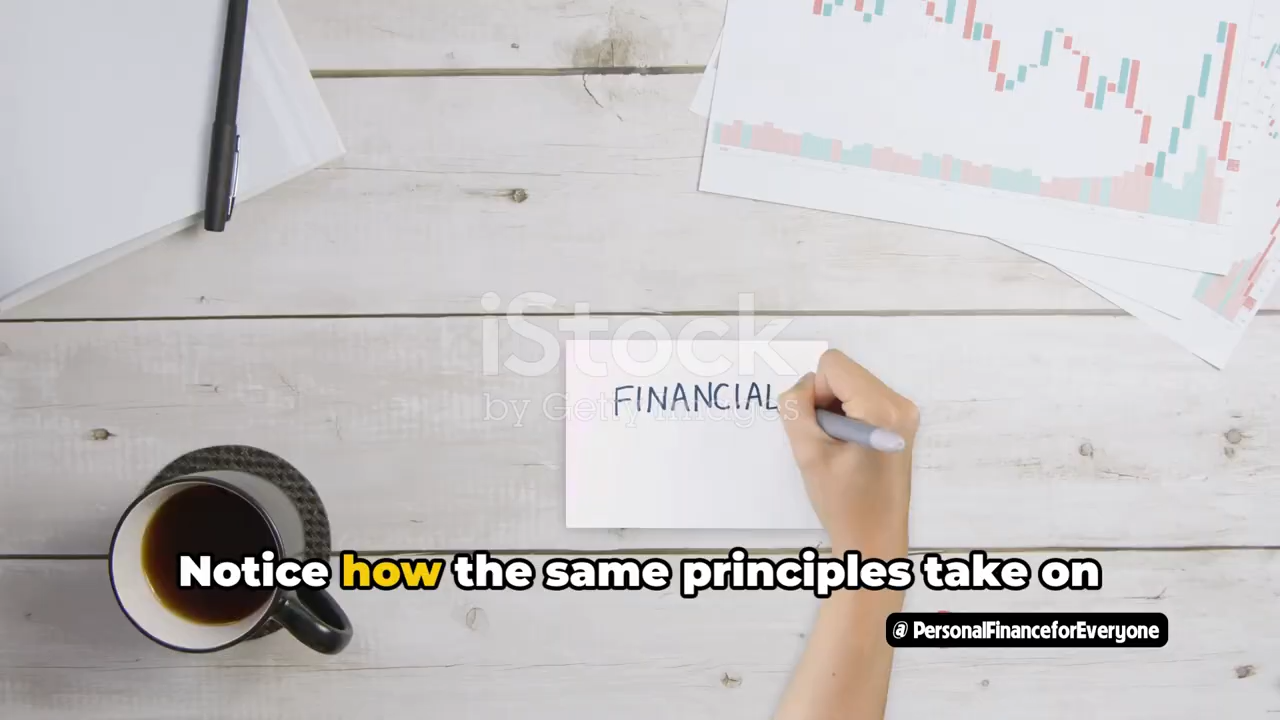 iStock
by Getty Images
FINANCIAL
Notice how the same principles take on
@ PersonalFinanceforEveryone